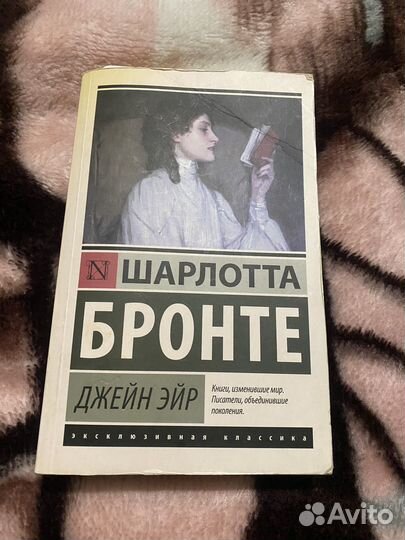 N ШАРЛОТТА
БРОНТЕ
ДЖЕЙН ЭЙР
Книги, изменившие мир.
Писатели, объединившие
поколения.
эксклюзивная классика
Avito